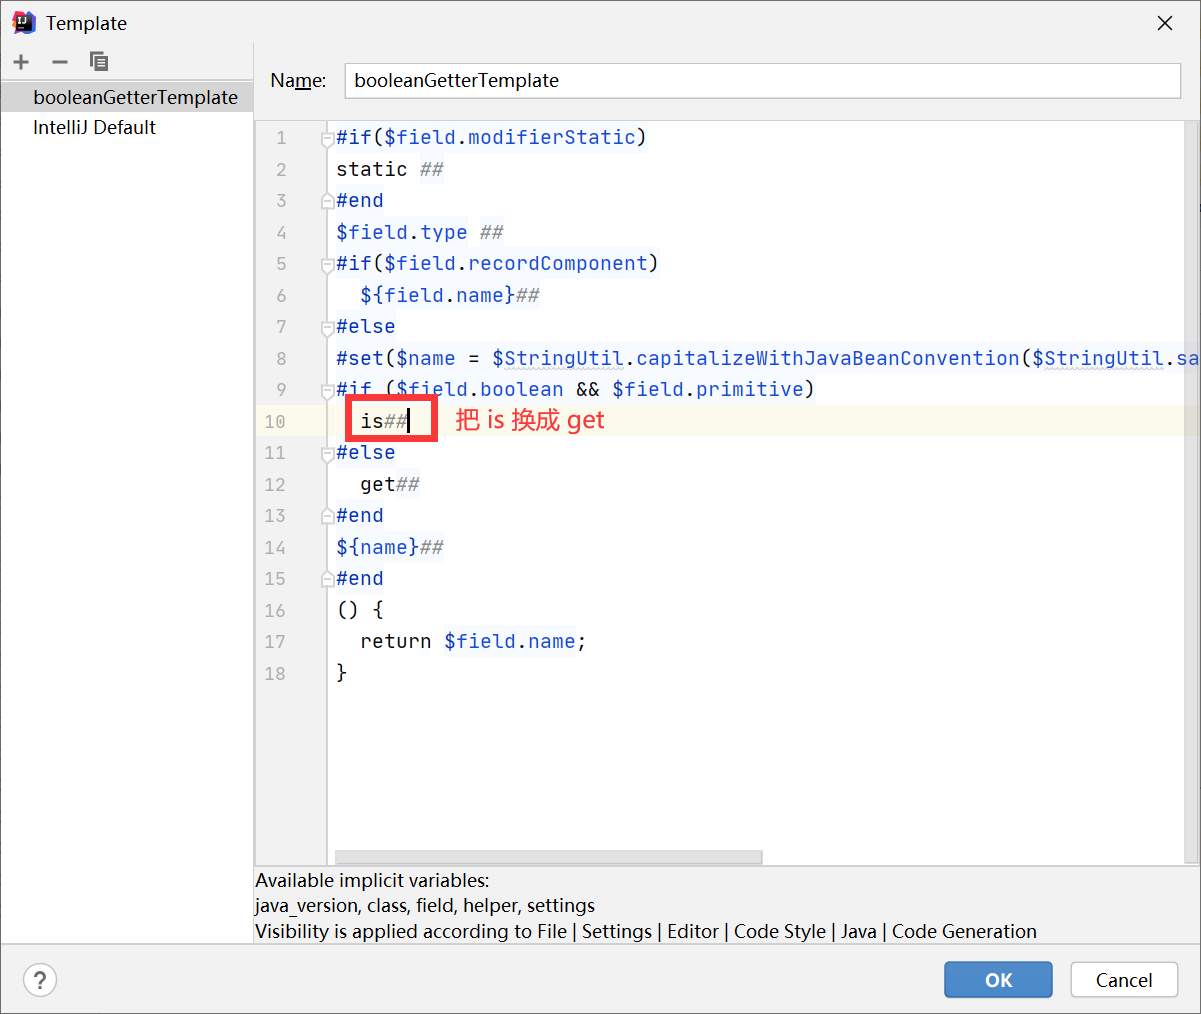 Template
Name:
booleanGetterTemplate
booleanGetterTemplate
IntelliJ Default
1 #if($field.modifierStatic)
2 static ##
3 #end
4 $field.type ##
5 #if($field.recordComponent)
6 ${field.name}##
7 #else
8 #set($name = $StringUtil.capitalizeWithJavaBeanConvention($StringUtil.sa
9 #if ($field.boolean && $field.primitive)
10 is## 把 is 换成 get
11 #else
12 get##
13 #end
14 ${name}##
15 #end
16 () {
17 return $field.name;
18 }
Available implicit variables:
java_version, class, field, helper, settings
Visibility is applied according to File | Settings | Editor | Code Style | Java | Code Generation
?
OK
Cancel